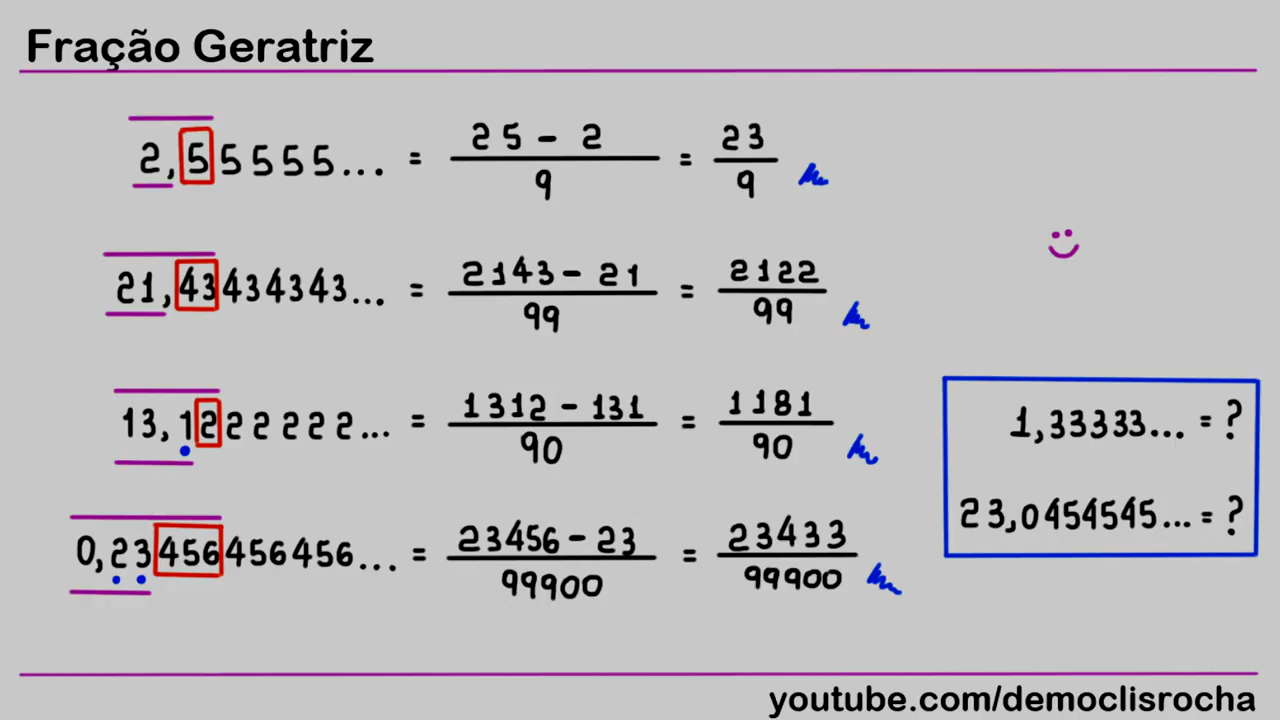 Fração Geratriz
2,55555... = 25 - 2 / 9 = 23 / 9
21,43434343... = 2143 - 21 / 99 = 2122 / 99
13,1222222... = 1312 - 131 / 90 = 1181 / 90
1,33333... = ?
23,0454545... = ?
0,23456456456... = 23456 - 23 / 99900 = 23433 / 99900
youtube.com/democlisrocha